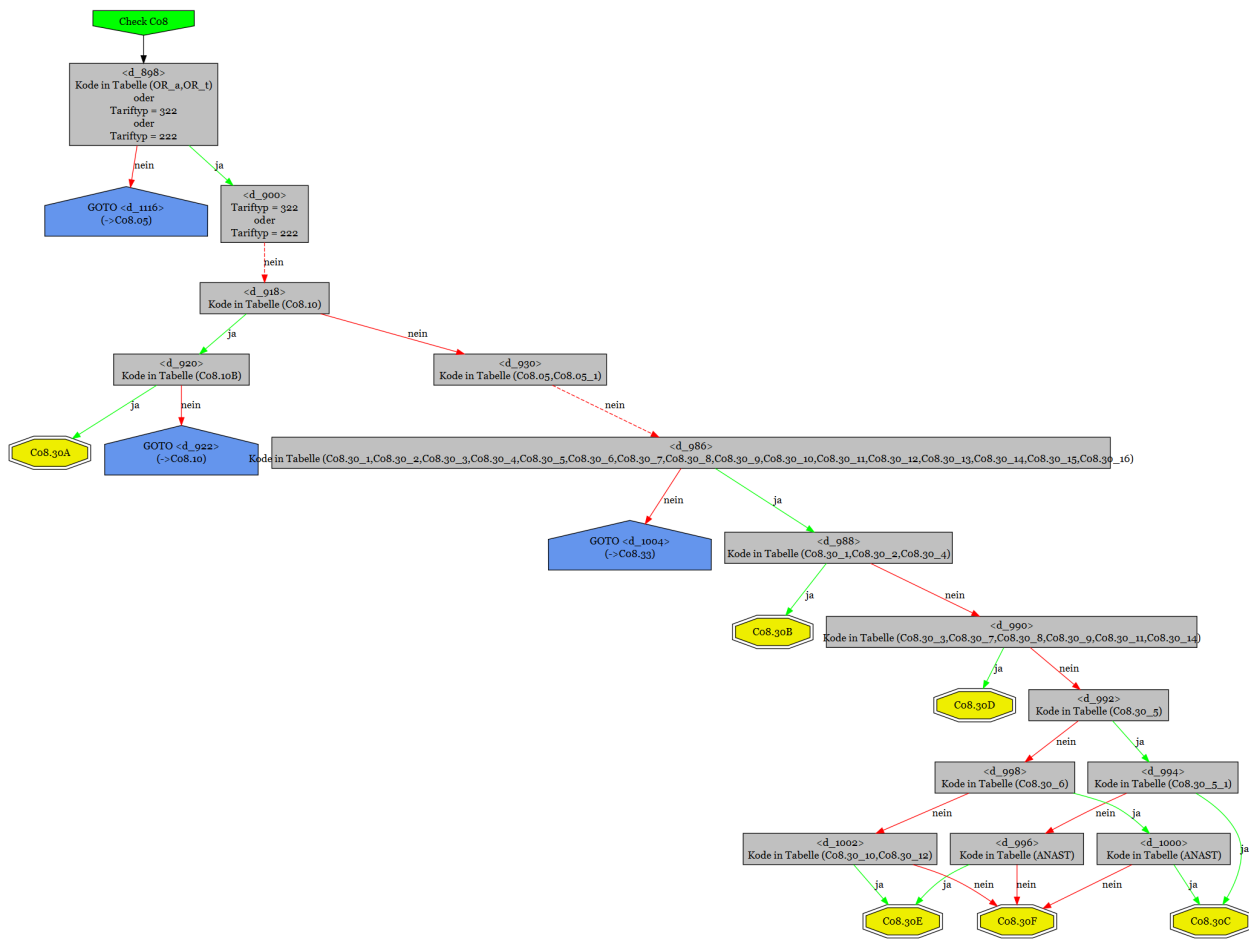 Check C08
<d_898>
Kode in Tabelle (OR_a,OR_t)
oder
Tariftyp = 322
oder
Tariftyp = 222
nein
ja
GOTO <d_1116>
(->C08.05)
<d_900>
Tariftyp = 322
oder
Tariftyp = 222
nein
<d_918>
Kode in Tabelle (C08.10)
ja
nein
<d_920>
Kode in Tabelle (C08.10B)
<d_930>
Kode in Tabelle (C08.05,C08.05_1)
ja
nein
nein
C08.30A
GOTO <d_922>
(->C08.10)
<d_986>
Kode in Tabelle (C08.30_1,C08.30_2,C08.30_3,C08.30_4,C08.30_5,C08.30_6,C08.30_7,C08.30_8,C08.30_9,C08.30_10,C08.30_11,C08.30_12,C08.30_13,C08.30_14,C08.30_15,C08.30_16)
nein
ja
GOTO <d_1004>
(->C08.33)
<d_988>
Kode in Tabelle (C08.30_1,C08.30_2,C08.30_4)
ja
nein
C08.30B
<d_990>
Kode in Tabelle (C08.30_3,C08.30_7,C08.30_8,C08.30_9,C08.30_11,C08.30_14)
ja
nein
C08.30D
<d_992>
Kode in Tabelle (C08.30_5)
nein
ja
<d_998>
Kode in Tabelle (C08.30_6)
<d_994>
Kode in Tabelle (C08.30_5_1)
nein
nein
ja
ja
<d_1002>
Kode in Tabelle (C08.30_10,C08.30_12)
<d_996>
Kode in Tabelle (ANAST)
<d_1000>
Kode in Tabelle (ANAST)
ja
ja
nein
nein
nein
ja
C08.30E
C08.30F
C08.30C